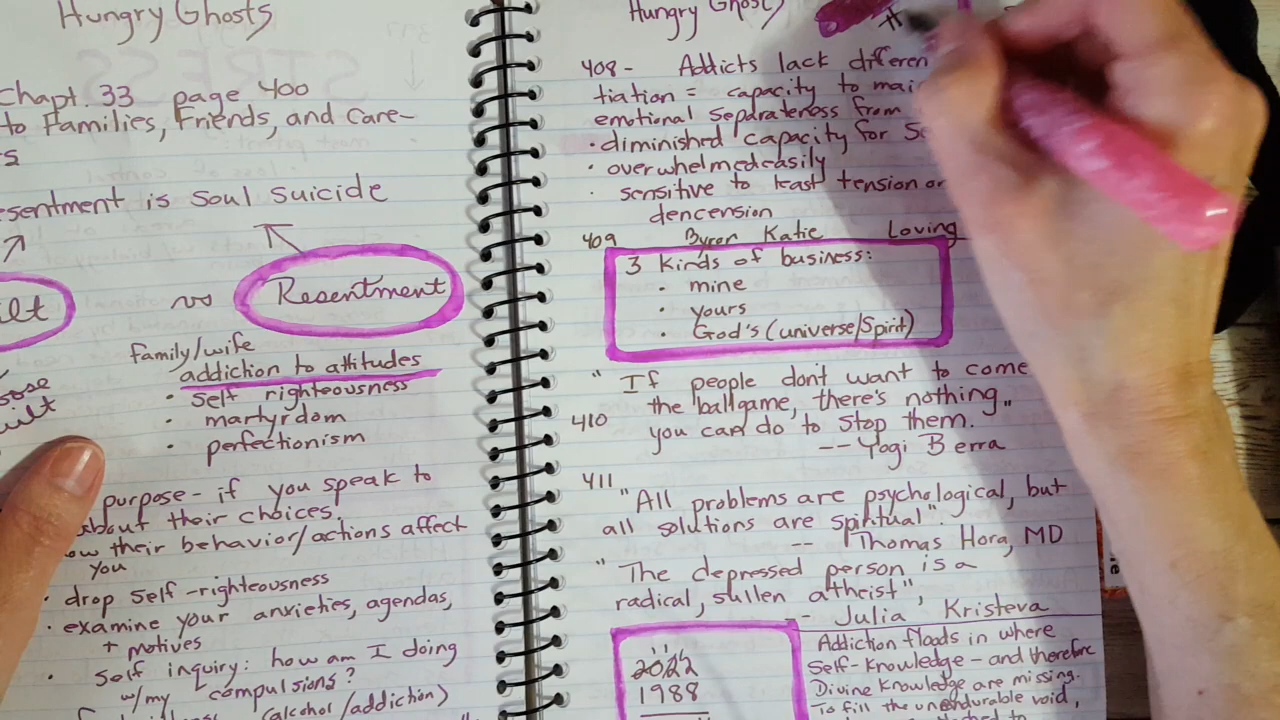 Hungry Ghosts
Chapt. 33 page 400
to Families, Friends, and Care-
Resentment is Soul Suicide
Resentment
family/wife
addiction to attitudes
• self righteousness
• martyrdom
• perfectionism
purpose - if you speak to
about their choices.
their behavior/actions affect
you
• drop self-righteousness
• examine your anxieties, agendas,
+ motives
• Self inquiry: how am I doing
w/my compulsions?
(alcohol/addiction)
Hungry Ghosts
408- Addicts lack differen
tiation = capacity to mai
emotional separateness from
• diminished capacity for se
• overwhelmed easily
• sensitive to least tension or
dencension
409 Byron Katie Loving
3 Kinds of business:
• mine
• yours
• God's (universe/Spirit)
" If people don't want to come
the ballgame, there's nothing
410 you can do to stop them."
-- Yogi Berra
411
"All problems are psychological, but
all solutions are spiritual".
-- Thomas Hora, MD
"The depressed person is a
radical, sullen atheist",
- Julia Kristeva
2022
1988
Addiction floods in where
Self-Knowledge - and therefore
Divine Knowledge are missing.
To fill the unendurable void,